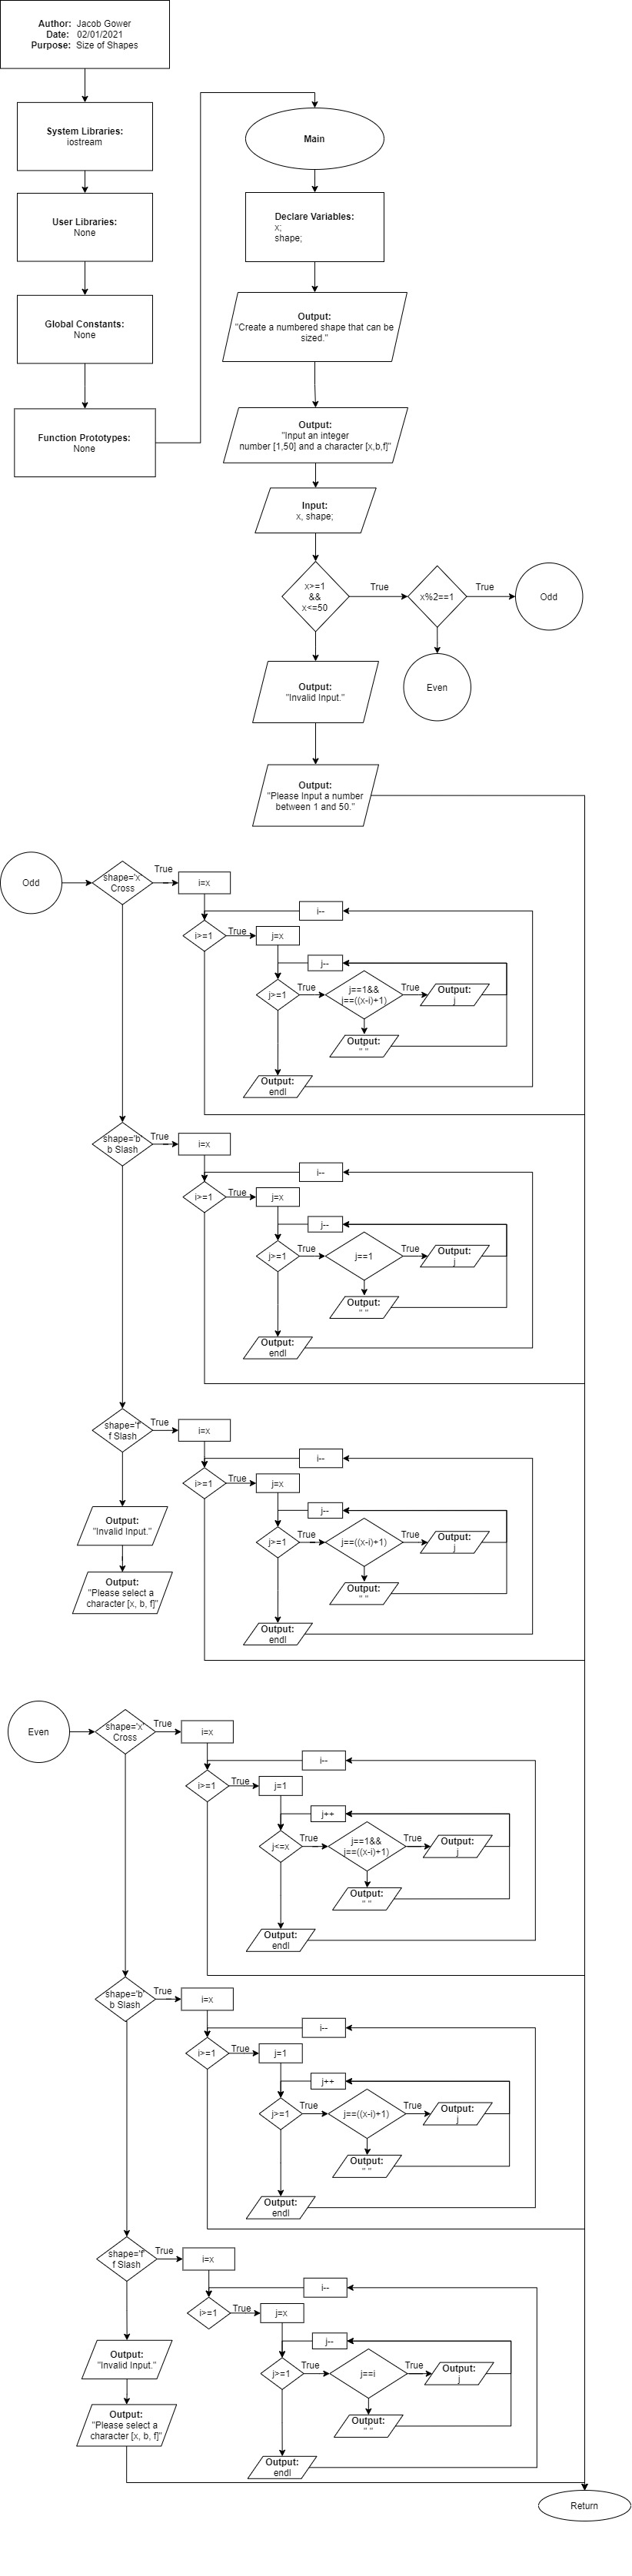 Author: Jacob Gower
Date: 02/01/2021
Purpose: Size of Shapes
System Libraries:
iostream
User Libraries:
None
Global Constants:
None
Function Prototypes:
None
Main
Declare Variables:
x;
shape;
Output:
"Create a numbered shape that can be
sized."
Output:
"Input an integer
number [1,50] and a character [x,b,f]"
Input:
x, shape;
x>=1
&&
x<=50
True
x%2==1
True
Odd
Even
Output:
"Invalid Input."
Output:
"Please Input a number
between 1 and 50."
Odd
shape='x'
Cross
True
i=x
i--
i>=1
True
j=x
j--
j>=1
True
j==1&&
j==((x-i)+1)
True
Output:
j
Output:
" "
Output:
endl
shape='b'
b Slash
True
i=x
i--
i>=1
True
j=x
j--
j>=1
True
j==1
True
Output:
j
Output:
" "
Output:
endl
shape='f'
f Slash
True
i=x
i--
i>=1
True
j=x
j--
j>=1
True
j==((x-i)+1)
True
Output:
j
Output:
" "
Output:
endl
Output:
"Invalid Input."
Output:
"Please select a
character [x, b, f]"
Even
shape='x'
Cross
True
i=x
i--
i>=1
True
j=1
j++
j<=x
True
j==1&&
j==((x-i)+1)
True
Output:
j
Output:
" "
Output:
endl
shape='b'
b Slash
True
i=x
i--
i>=1
True
j=1
j++
j>=1
True
j==((x-i)+1)
True
Output:
j
Output:
" "
Output:
endl
shape='f'
f Slash
True
i=x
i--
i>=1
True
j=x
j--
j>=1
True
j==i
True
Output:
j
Output:
" "
Output:
endl
Output:
"Invalid Input."
Output:
"Please select a
character [x, b, f]"
Return